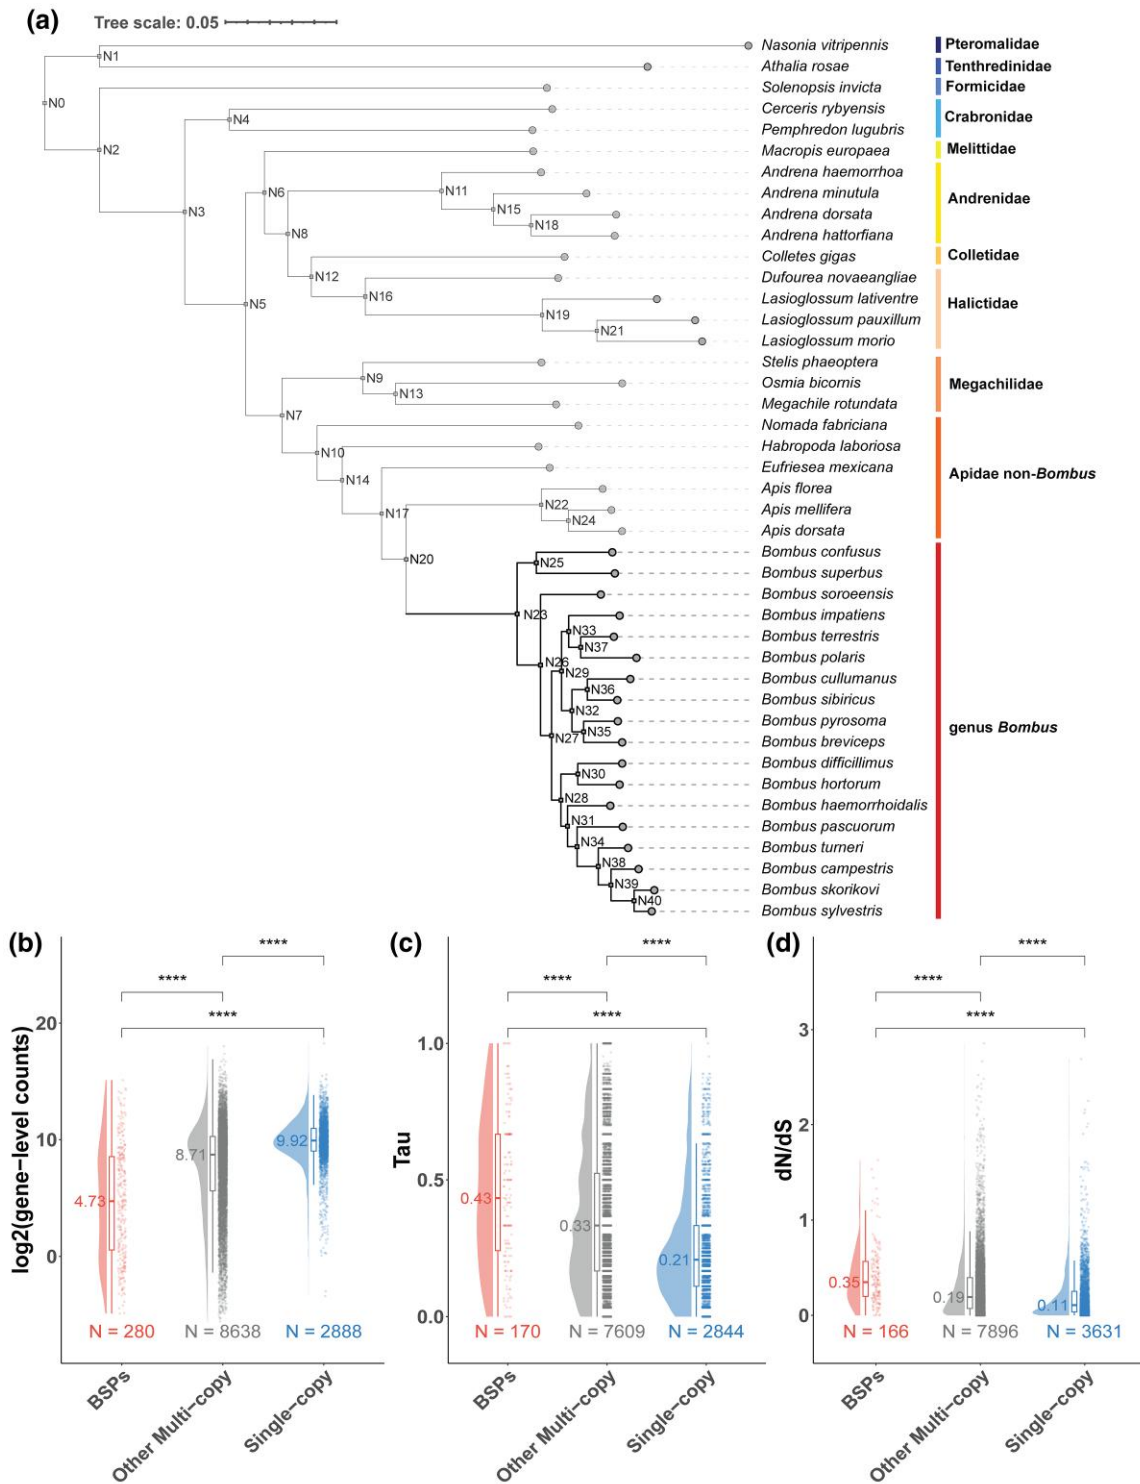 (a)
Tree scale: 0.05
Nasonia vitripennis
Pteromalidae
N1
Athalia rosae
Tenthredinidae
Solenopsis invicta
Formicidae
N0
Cerceris rybyensis
Crabronidae
N4
Pemphredon lugubris
N2
Macropis europaea
Melittidae
Andrena haemorrhoa
N11
N6
Andrena minutula
Andrenidae
N15
N3
Andrena dorsata
N18
N8
Andrena hattorfiana
Colletes gigas
Colletidae
N12
Dufourea novaeangliae
N16
N5
Lasioglossum lativentre
Halictidae
N19
Lasioglossum pauxillum
N21
Lasioglossum morio
Stelis phaeoptera
N9
Osmia bicornis
Megachilidae
N13
Megachile rotundata
N7
Nomada fabriciana
Habropoda laboriosa
N10
Eufriesea mexicana
Apidae non-Bombus
N14
Apis florea
N22
N17
Apis mellifera
N24
Apis dorsata
Bombus confusus
N20
N25
Bombus superbus
Bombus soroeensis
N23
Bombus impatiens
N33
Bombus terrestris
N37
Bombus polaris
N26
N29
Bombus cullumanus
N36
Bombus sibiricus
N32
Bombus pyrosoma
genus Bombus
N35
N27
Bombus breviceps
Bombus difficillimus
N30
Bombus hortorum
N28
Bombus haemorrhoidalis
N31
Bombus pascuorum
N34
Bombus turneri
N38
Bombus campestris
N39
Bombus skorikovi
N40
Bombus sylvestris
(b)
log2(gene−level counts)
20
10
0
****
****
****
4.73
8.71
9.92
N = 280
N = 8638
N = 2888
BSPs
Other Multi−copy
Single−copy
(c)
Tau
1.0
0.5
0.0
****
****
****
0.43
0.33
0.21
N = 170
N = 7609
N = 2844
BSPs
Other Multi−copy
Single−copy
(d)
dN/dS
3
2
1
0
****
****
****
0.35
0.19
0.11
N = 166
N = 7896
N = 3631
BSPs
Other Multi−copy
Single−copy